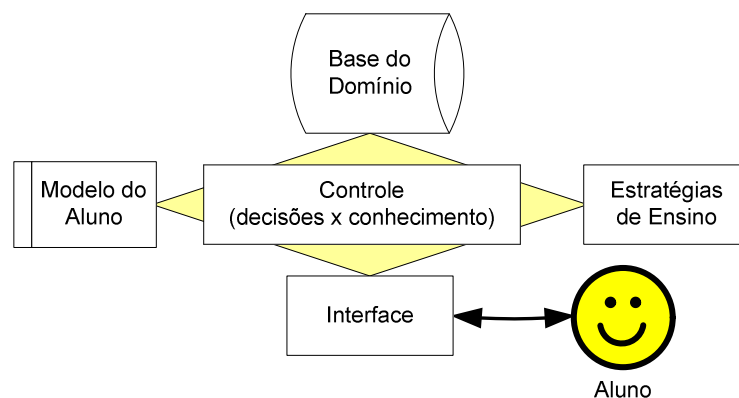 Base do
Domínio
Modelo do
Aluno
Controle
(decisões x conhecimento)
Estratégias
de Ensino
Interface
Aluno